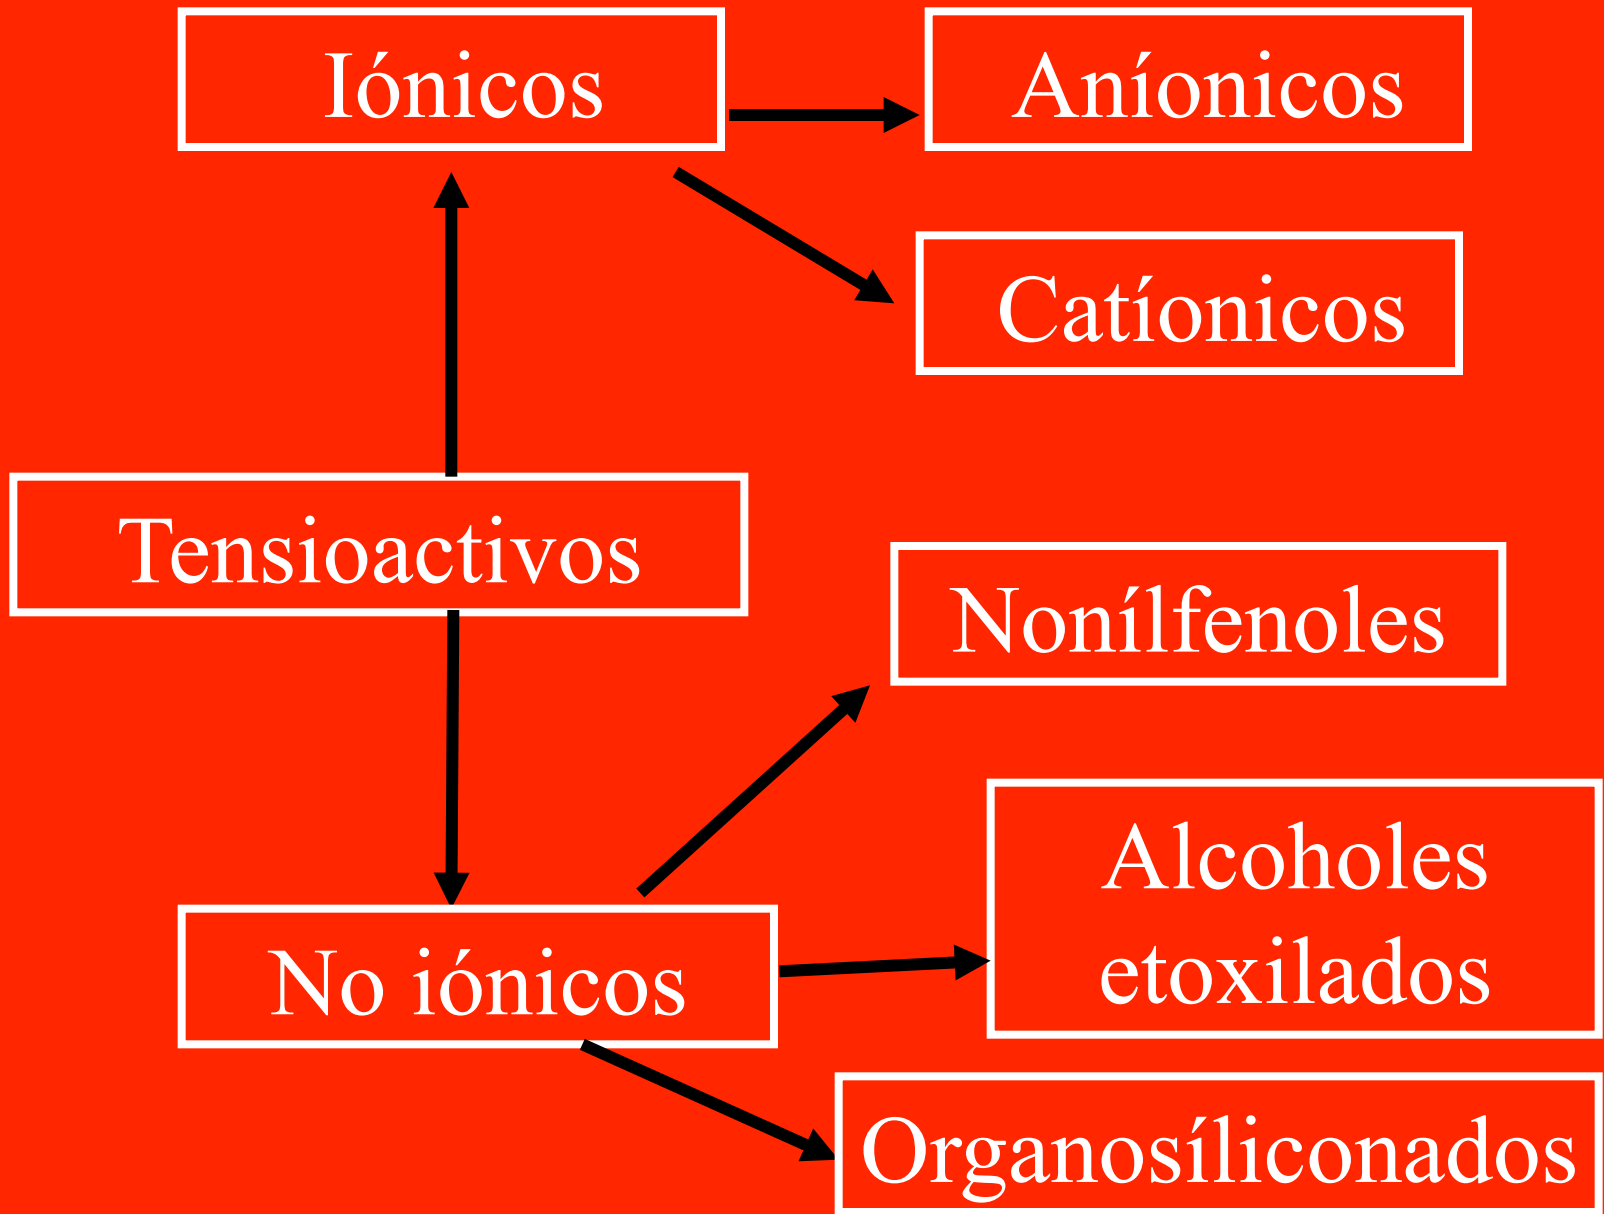 Iónicos
Aníonicos
Catíonicos
Tensioactivos
Nonílfenoles
Alcoholes
etoxilados
No iónicos
Organosíliconados